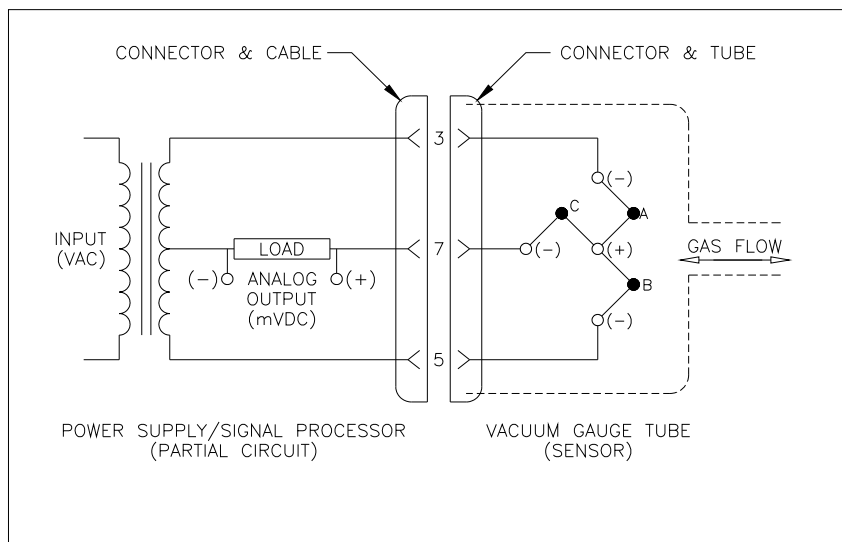 CONNECTOR & CABLE
CONNECTOR & TUBE
3
(-)
C
A
INPUT
(VAC)
LOAD
7
(-)
(+)
GAS FLOW
(-)
ANALOG
OUTPUT
(mVDC)
(+)
B
(-)
5
POWER SUPPLY/SIGNAL PROCESSOR
(PARTIAL CIRCUIT)
VACUUM GAUGE TUBE
(SENSOR)